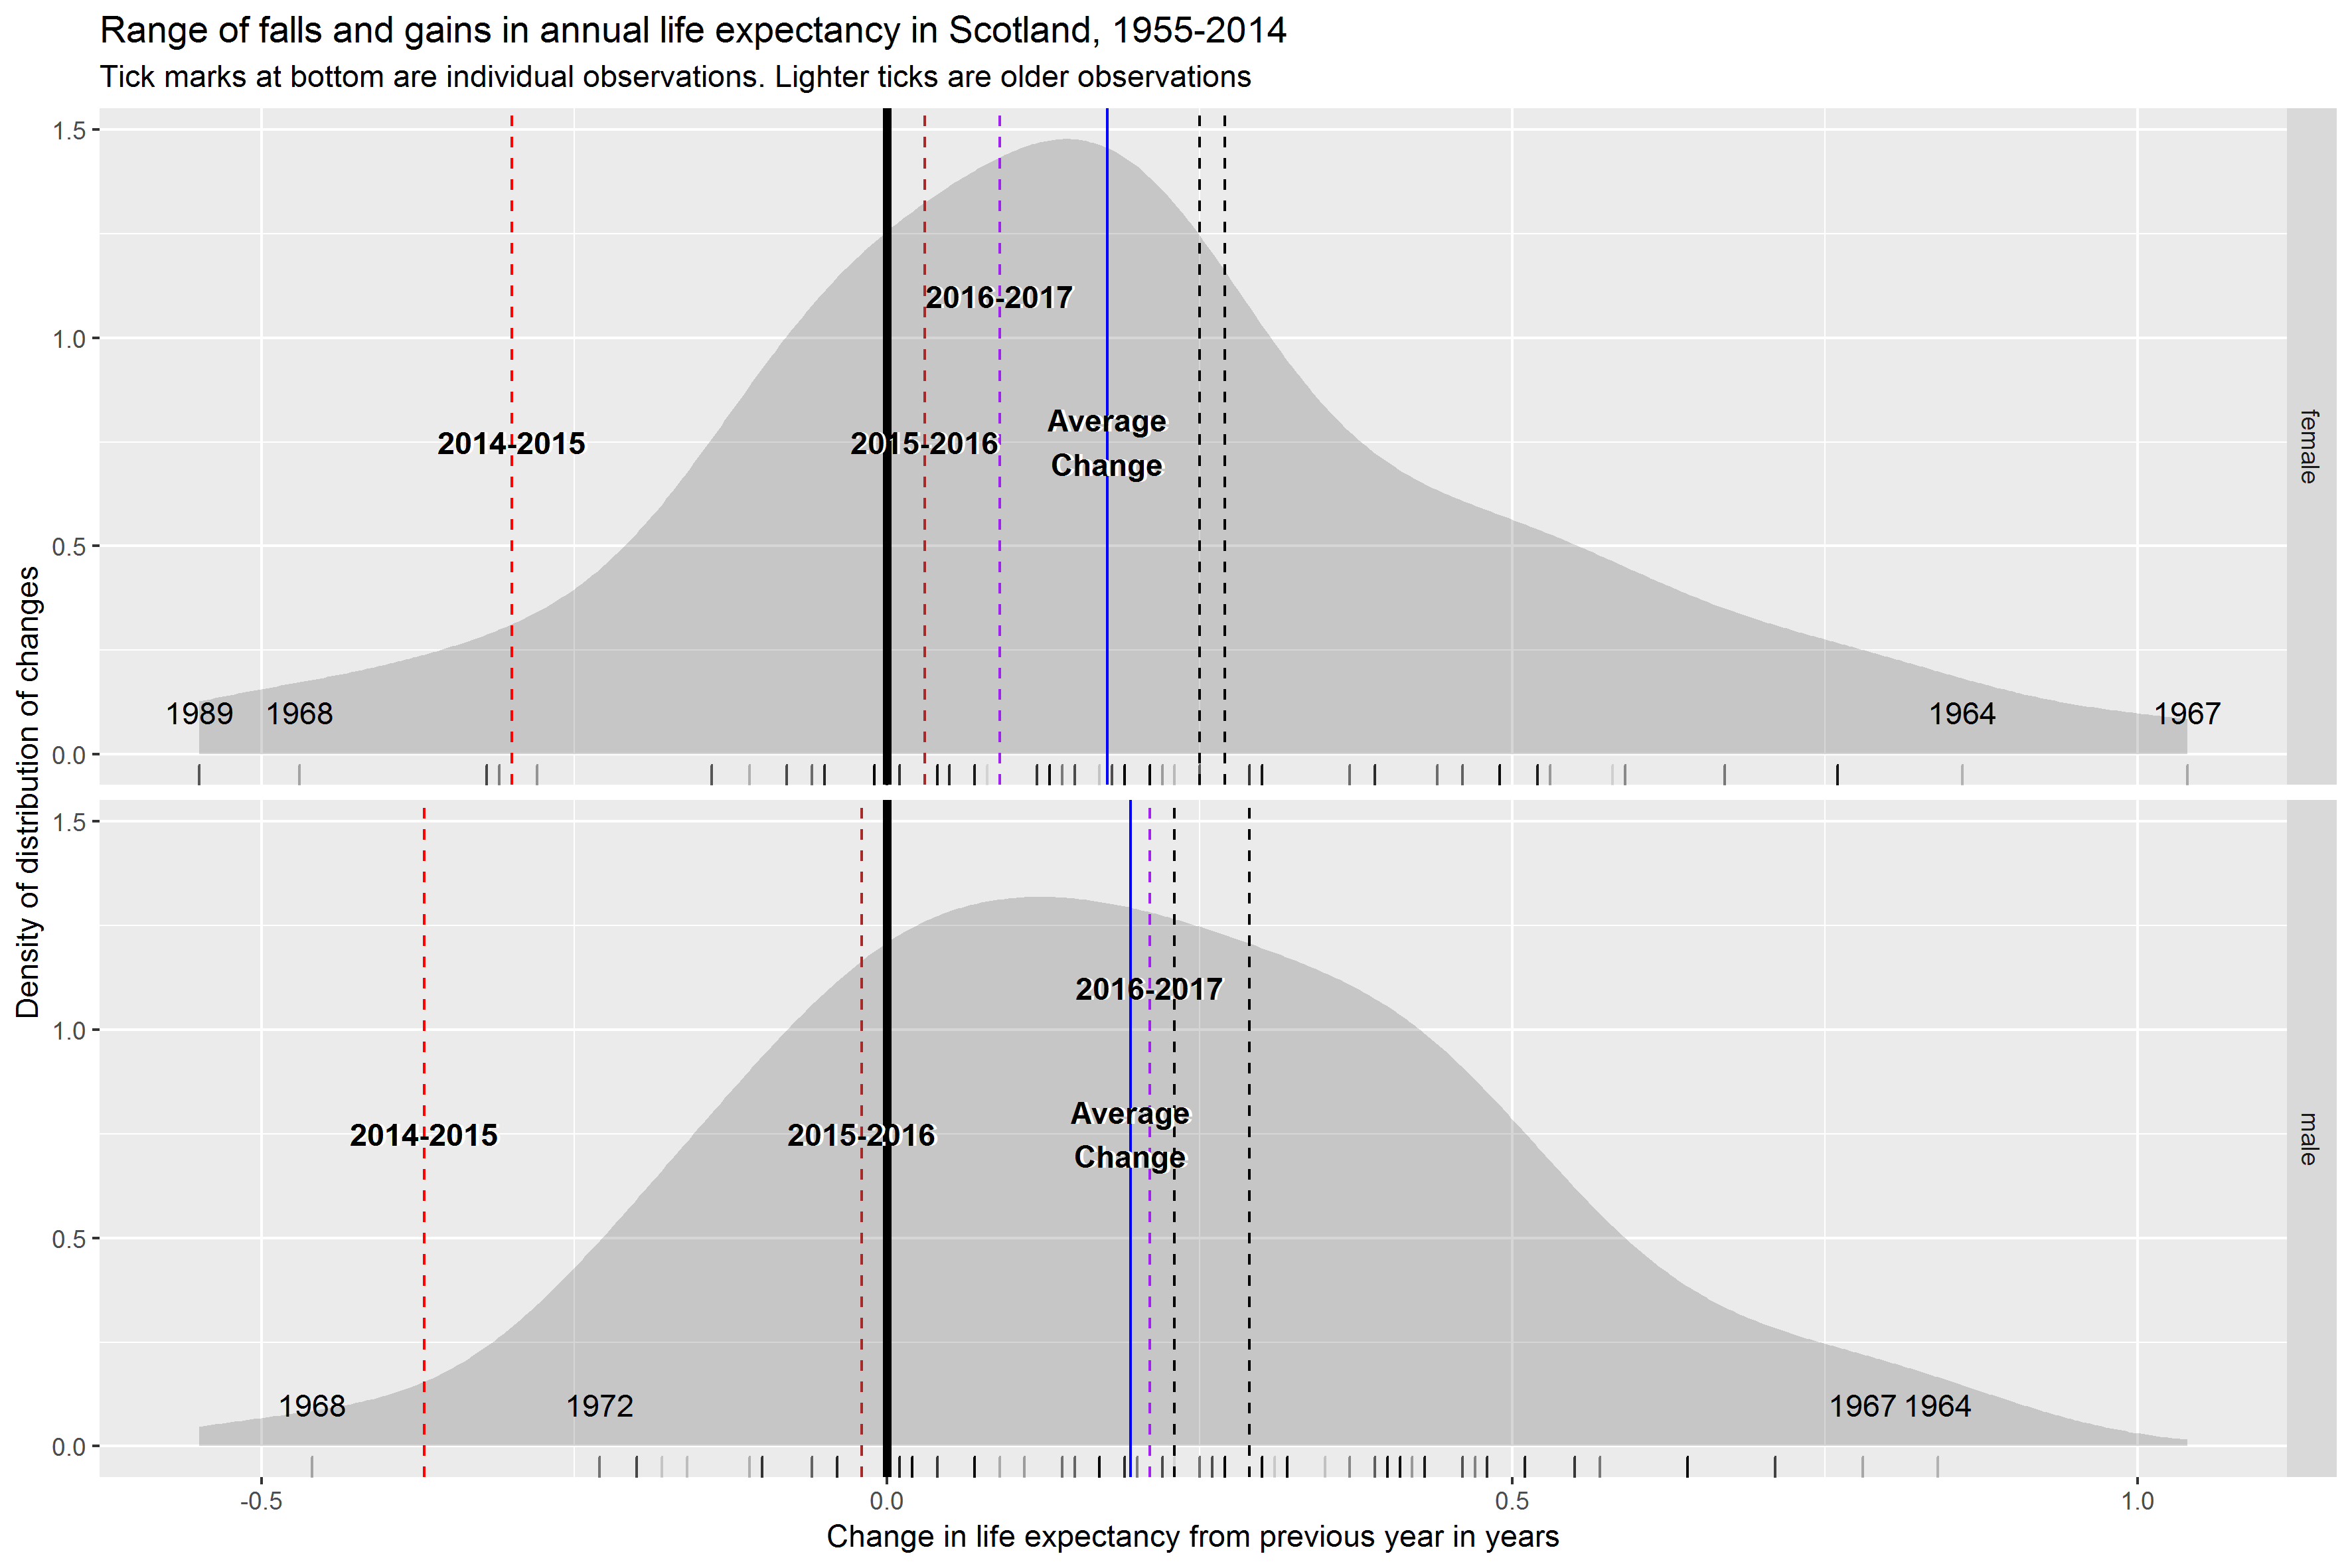 Range of falls and gains in annual life expectancy in Scotland, 1955-2014
Tick marks at bottom are individual observations. Lighter ticks are older observations
Density of distribution of changes
1.5
1.0
0.5
0.0
2016-2017
2014-2015
2015-2016
Average
Change
1989
1968
1964
1967
female
1.5
1.0
0.5
0.0
2016-2017
2014-2015
2015-2016
Average
Change
1968
1972
1967
1964
male
-0.5
0.0
0.5
1.0
Change in life expectancy from previous year in years